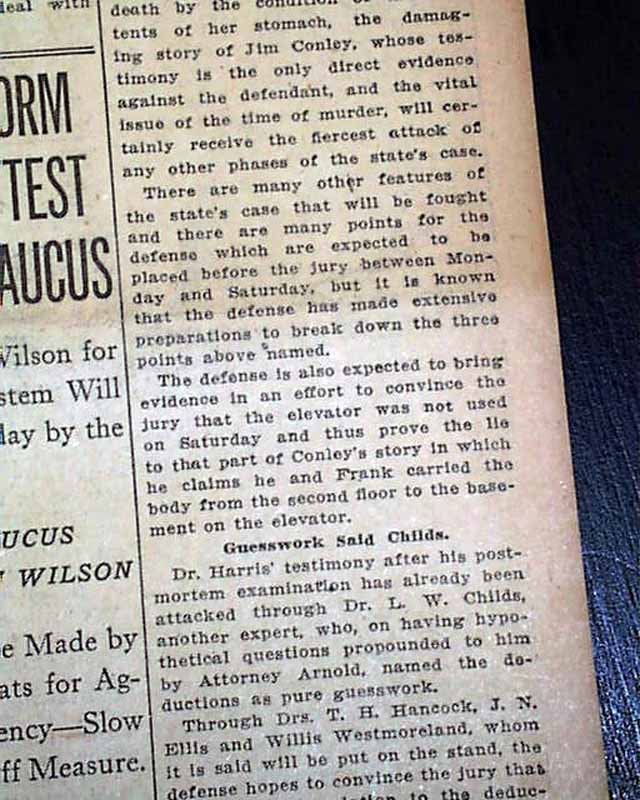 deal with
ORM
TEST
AUCUS
Wilson for
stem Will
day by the
UCUS
WILSON
e Made by
ats for Ag-
ency—Slow
ff Measure.
death by the condition of
tents of her stomach, the damag-
ing story of Jim Conley, whose tes-
timony is the only direct evidence
against the defendant, and the vital
issue of the time of murder, will cer-
tainly receive the fiercest attack of
any other phases of the state's case.
There are many other features of
the state's case that will be fought
and there are many points for the
defense which are expected to be
placed before the jury between Mon-
day and Saturday, but it is known
that the defense has made extensive
preparations to break down the three
points above named.
The defense is also expected to bring
evidence in an effort to convince the
jury that the elevator was not used
on Saturday and thus prove the lie
to that part of Conley's story in which
he claims he and Frank carried the
body from the second floor to the base-
ment on the elevator.
Guesswork Said Childs.
Dr. Harris' testimony after his post-
mortem examination has already been
attacked through Dr. L. W. Childs,
another expert, who, on having hypo-
thetical questions propounded to him
by Attorney Arnold, named the de-
ductions as pure guesswork.
Through Drs. T. H. Hancock, J. N.
Ellis and Willis Westmoreland, whom
it is said will be put on the stand, the
defense hopes to convince the jury that
to the deduc-